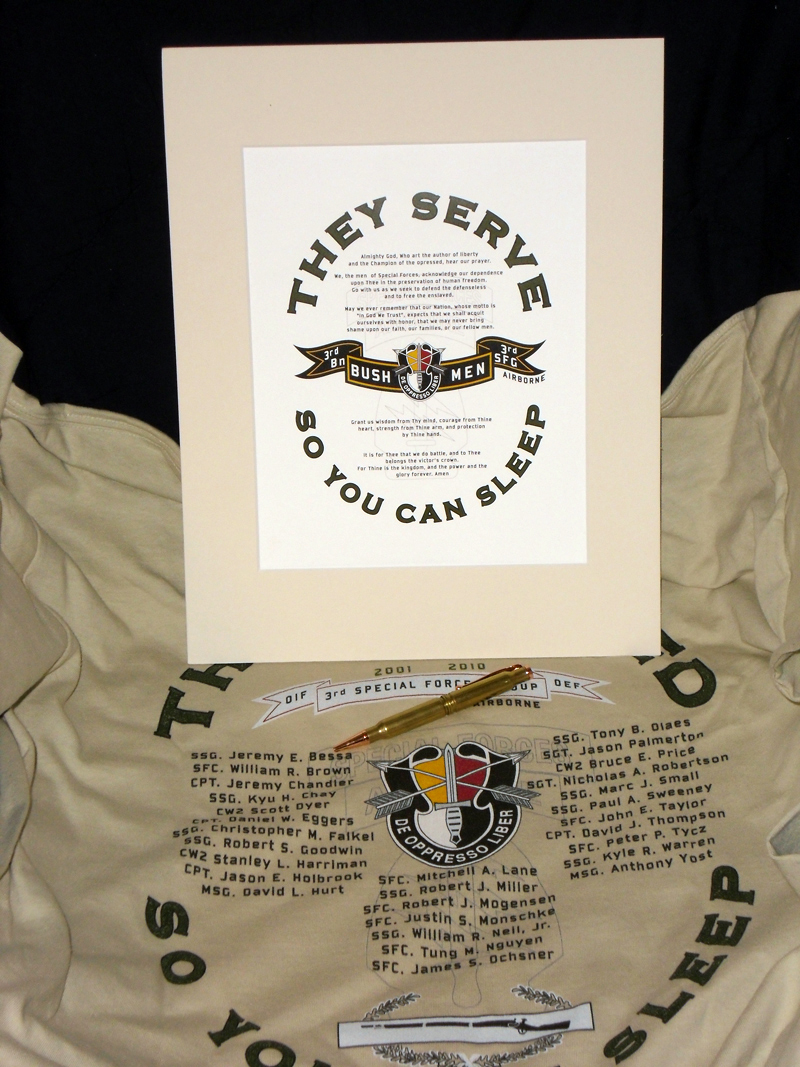 THEY SERVE
Almighty God, Who art the author of liberty
and the Champion of the opressed, hear our prayer.
We, the men of Special Forces, acknowledge our dependence
upon Thee in the preservation of human freedom.
Go with us as we seek to defend the defenseless
and to free the enslaved.
May we ever remember that our Nation, whose motto is
"In God We Trust", expects that we shall acquit
ourselves with honor, that we may never bring
shame upon our faith, our families, or our fellow men.
3rd Bn
BUSH MEN
3rd SFG
AIRBORNE
DE OPPRESSO LIBER
Grant us wisdom from Thy mind, courage from Thine
heart, strength from Thine arm, and protection
by Thine hand.
It is for Thee that we do battle, and to Thee
belongs the victor's crown.
For Thine is the kingdom, and the power and the
glory forever. Amen
SO YOU CAN SLEEP
2001 2010
OIF 3rd SPECIAL FORCE OUP OEF
AIRBORNE
SPECIAL FORCES
SSG. Jeremy E. Bessa
SFC. William R. Brown
CPT. Jeremy Chandler
SSG. Kyu H. Chay
CW2 Scott Dyer
CPT. Daniel W. Eggers
SSG. Christopher M. Falkel
SSG. Robert S. Goodwin
CW2 Stanley L. Harriman
CPT. Jason E. Holbrook
MSG. David L. Hurt
DE OPPRESSO LIBER
SFC. Mitchell A. Lane
SSG. Robert J. Miller
SFC. Robert J. Mogensen
SFC. Justin S. Monschke
SSG. William R. Neil, Jr.
SFC. Tung M. Nguyen
SFC. James S. Ochsner
SSG. Tony B. Olaes
SGT. Jason Palmerton
CW2 Bruce E. Price
SGT. Nicholas A. Robertson
SSG. Marc J. Small
SSG. Paul A. Sweeney
SFC. John E. Taylor
CPT. David J. Thompson
SFC. Peter P. Tycz
SSG. Kyle R. Warren
MSG. Anthony Yost
SO YOU SLEEP